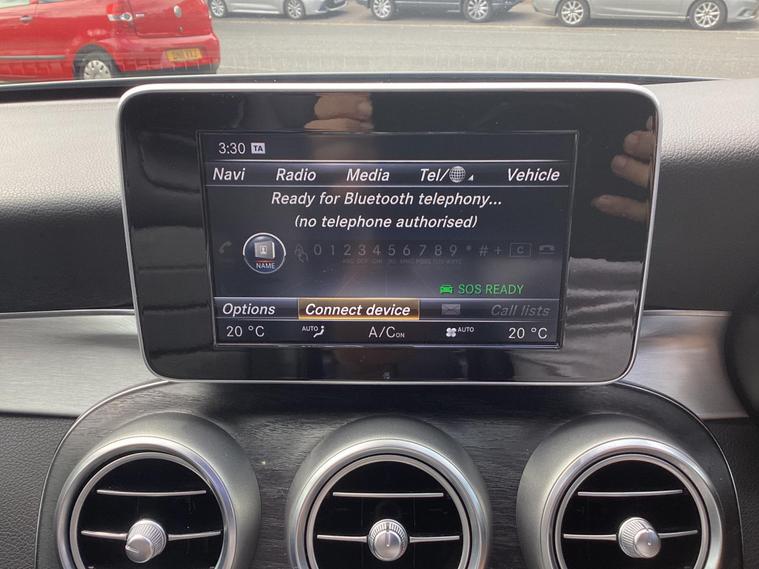 3:30 TA
Navi Radio Media Tel/ Vehicle
Ready for Bluetooth telephony...
(no telephone authorised)
0 1 2 3 4 5 6 7 8 9 * # + C
NAME
SOS READY
Options Connect device Call lists
20 °C AUTO A/C ON AUTO 20 °C